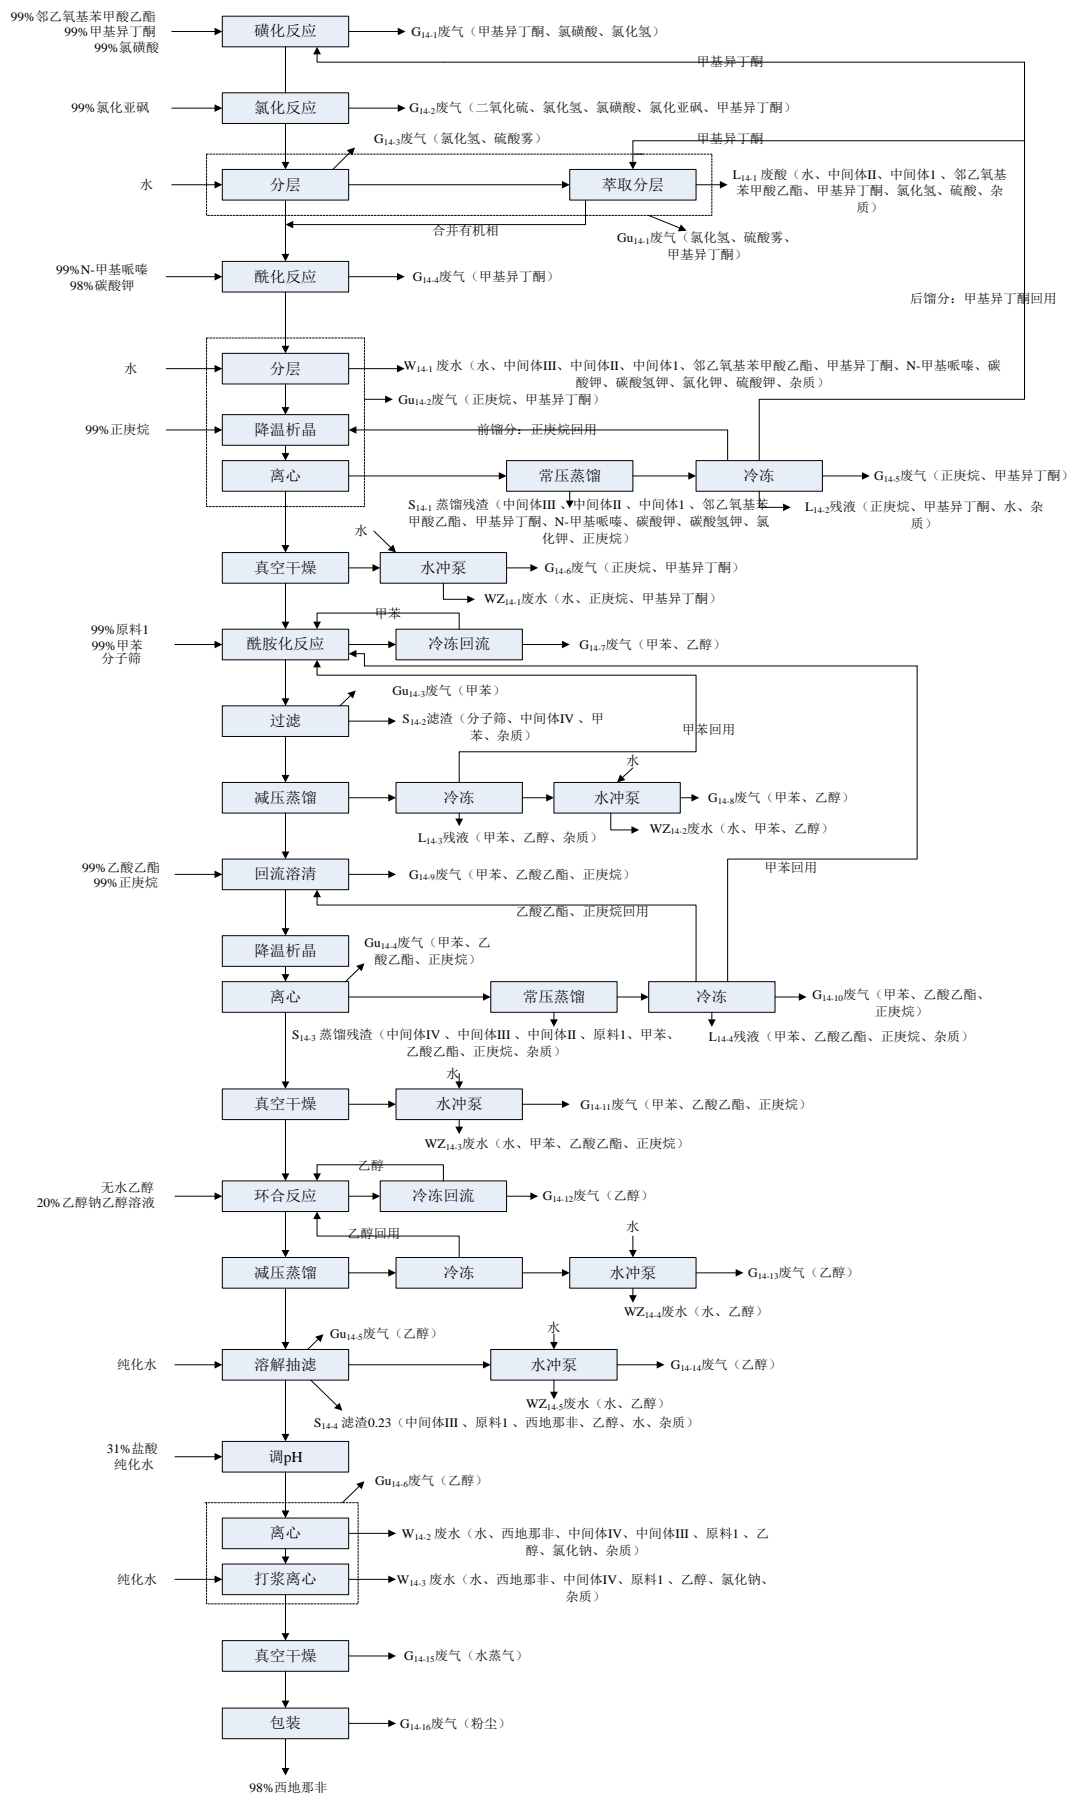 99%邻乙氧基苯甲酸乙酯
99%甲基异丁酮
99%氯磺酸
磺化反应
G14-1废气（甲基异丁酮、氯磺酸、氯化氢）
甲基异丁酮
99%氯化亚砜
氯化反应
G14-2废气（二氧化硫、氯化氢、氯磺酸、氯化亚砜、甲基异丁酮）
G14-3废气（氯化氢、硫酸雾）
甲基异丁酮
水
分层
萃取分层
L14-1 废酸（水、中间体II、中间体1 、邻乙氧基
苯甲酸乙酯、甲基异丁酮、氯化氢、硫酸、杂
质）
合并有机相
Gu14-1废气（氯化氢、硫酸雾、
甲基异丁酮）
99%N-甲基哌嗪
98%碳酸钾
酰化反应
G14-4废气（甲基异丁酮）
后馏分：甲基异丁酮回用
水
分层
W14-1 废水（水、中间体III、中间体II、中间体1、邻乙氧基苯甲酸乙酯、甲基异丁酮、N-甲基哌嗪、碳
酸钾、碳酸氢钾、氯化钾、硫酸钾、杂质）
Gu14-2废气（正庚烷、甲基异丁酮）
99%正庚烷
降温析晶
前馏分：正庚烷回用
离心
常压蒸馏
冷冻
G14-5废气（正庚烷、甲基异丁酮）
S14-1 蒸馏残渣（中间体III 、中间体II 、中间体1 、邻乙氧基苯
甲酸乙酯、甲基异丁酮、N-甲基哌嗪、碳酸钾、碳酸氢钾、氯
化钾、正庚烷）
L14-2残液（正庚烷、甲基异丁酮、水、杂
质）
水
真空干燥
水冲泵
G14-6废气（正庚烷、甲基异丁酮）
WZ14-1废水（水、正庚烷、甲基异丁酮）
甲苯
99%原料1
99%甲苯
分子筛
酰胺化反应
冷冻回流
G14-7废气（甲苯、乙醇）
Gu14-3废气（甲苯）
过滤
S14-2滤渣（分子筛、中间体IV 、甲
苯、杂质）
甲苯回用
水
减压蒸馏
冷冻
水冲泵
G14-8废气（甲苯、乙醇）
L14-3残液（甲苯、乙醇、杂质）
WZ14-2废水（水、甲苯、乙醇）
99%乙酸乙酯
99%正庚烷
回流溶清
G14-9废气（甲苯、乙酸乙酯、正庚烷）
甲苯回用
乙酸乙酯、正庚烷回用
降温析晶
Gu14-4废气（甲苯、乙
酸乙酯、正庚烷）
离心
常压蒸馏
冷冻
G14-10废气（甲苯、乙酸乙酯、
正庚烷）
S14-3 蒸馏残渣（中间体IV 、中间体III 、中间体II 、原料1、甲苯、
乙酸乙酯、正庚烷、杂质）
L14-4残液（甲苯、乙酸乙酯、正庚烷、杂质）
水
真空干燥
水冲泵
G14-11废气（甲苯、乙酸乙酯、正庚烷）
WZ14-3废水（水、甲苯、乙酸乙酯、正庚烷）
乙醇
无水乙醇
20%乙醇钠乙醇溶液
环合反应
冷冻回流
G14-12废气（乙醇）
乙醇回用
水
减压蒸馏
冷冻
水冲泵
G14-13废气（乙醇）
WZ14-4废水（水、乙醇）
Gu14-5废气（乙醇）
水
纯化水
溶解抽滤
水冲泵
G14-14废气（乙醇）
WZ14-5废水（水、乙醇）
S14-4 滤渣0.23（中间体III 、原料1 、西地那非、乙醇、水、杂质）
31%盐酸
纯化水
调pH
Gu14-6废气（乙醇）
离心
W14-2 废水（水、西地那非、中间体IV、中间体III 、原料1 、乙
醇、氯化钠、杂质）
纯化水
打浆离心
W14-3 废水（水、西地那非、中间体IV、原料1 、乙醇、氯化钠、
杂质）
真空干燥
G14-15废气（水蒸气）
包装
G14-16废气（粉尘）
98%西地那非